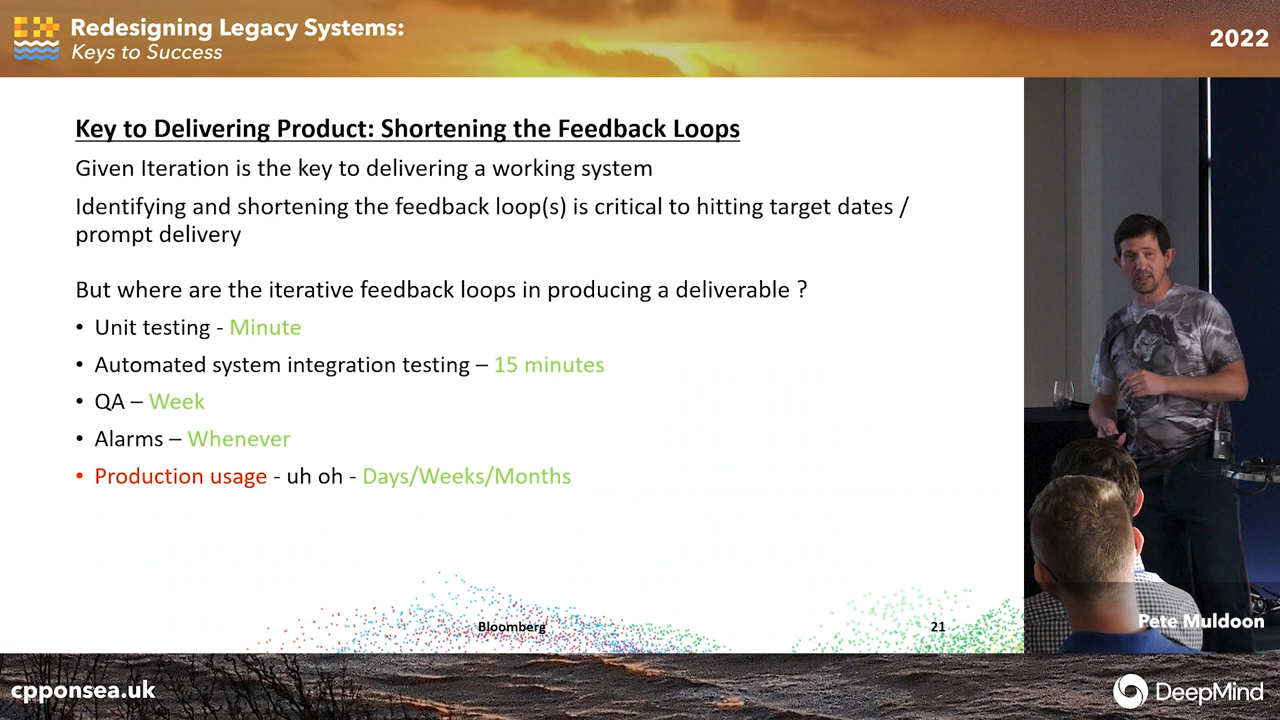 Redesigning Legacy Systems:
Keys to Success
2022
Key to Delivering Product: Shortening the Feedback Loops
Given Iteration is the key to delivering a working system
Identifying and shortening the feedback loop(s) is critical to hitting target dates /
prompt delivery
But where are the iterative feedback loops in producing a deliverable ?
• Unit testing - Minute
• Automated system integration testing – 15 minutes
• QA – Week
• Alarms – Whenever
• Production usage - uh oh - Days/Weeks/Months
Bloomberg
21
Pete Muldoon
cpponsea.uk
DeepMind